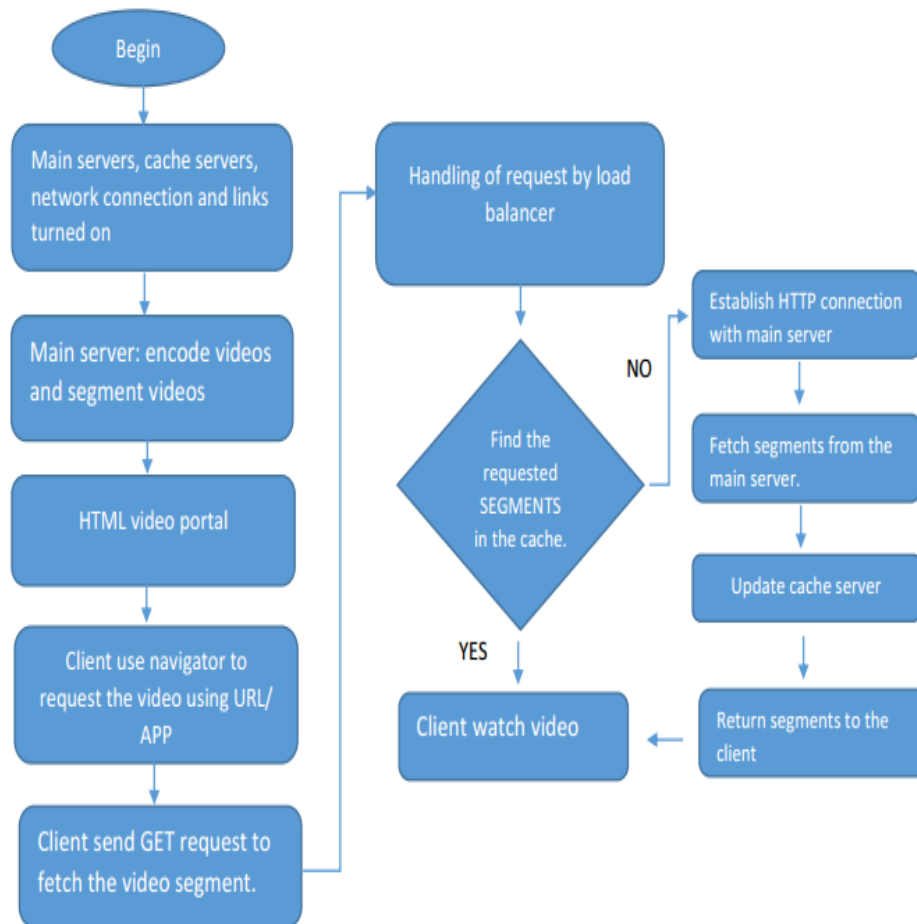 Begin
Main servers, cache servers,
network connection and links
turned on
Main server: encode videos
and segment videos
HTML video portal
Client use navigator to
request the video using URL/
APP
Client send GET request to
fetch the video segment.
Handling of request by load
balancer
Find the
requested
SEGMENTS
in the cache.
NO
Establish HTTP connection
with main server
Fetch segments from the
main server.
Update cache server
Return segments to the
client
YES
Client watch video